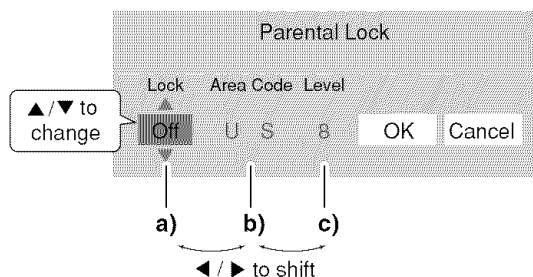 Parental Lock
Lock Area Code Level
▲/▼ to
change
Off U S 8 OK Cancel
a) b) c)
◀ / ▶ to shift